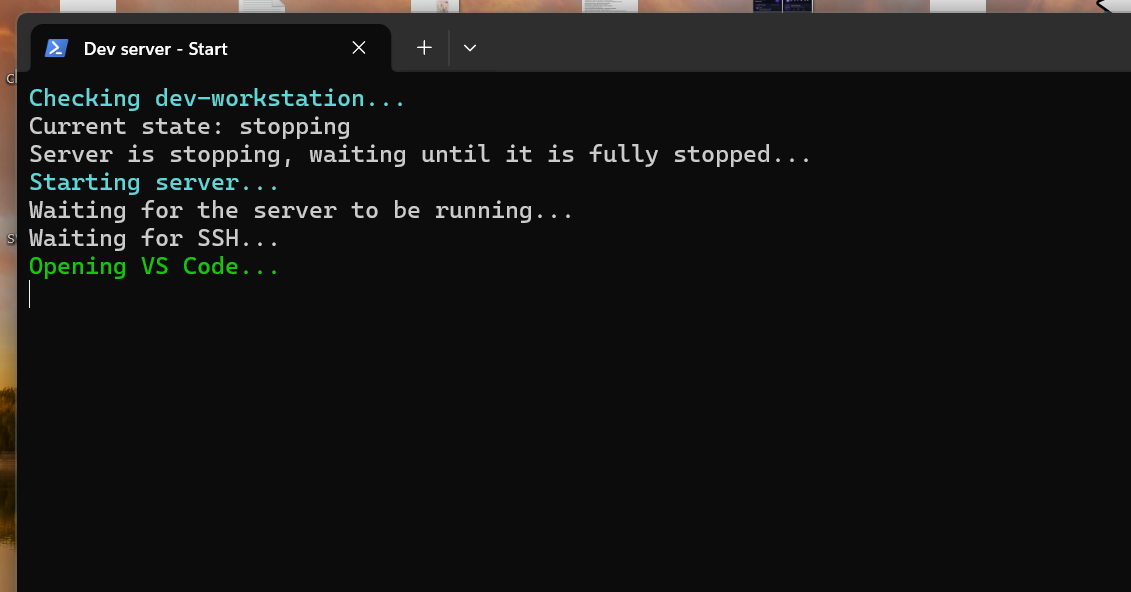 Dev server - Start
Checking dev-workstation...
Current state: stopping
Server is stopping, waiting until it is fully stopped...
Starting server...
Waiting for the server to be running...
Waiting for SSH...
Opening VS Code...